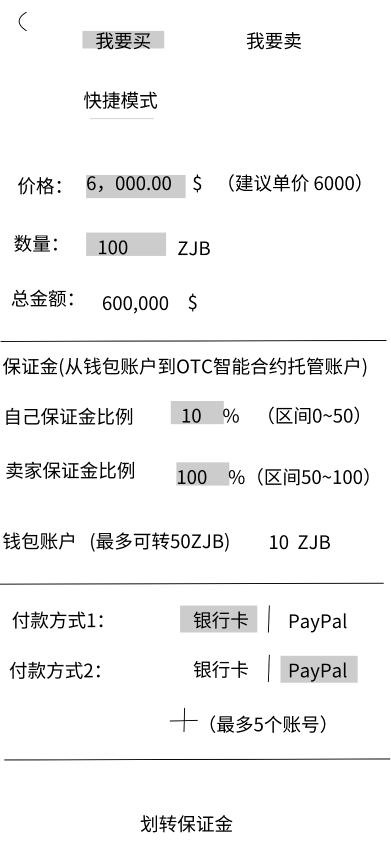 我要买 我要卖
快捷模式
价格： 6，000.00 $ （建议单价 6000）
数量： 100 ZJB
总金额： 600,000 $
保证金(从钱包账户到OTC智能合约托管账户)
自己保证金比例 10 % （区间0~50）
卖家保证金比例 100 %（区间50~100）
钱包账户 (最多可转50ZJB) 10 ZJB
付款方式1： 银行卡 | PayPal
付款方式2： 银行卡 | PayPal
（最多5个账号）
划转保证金